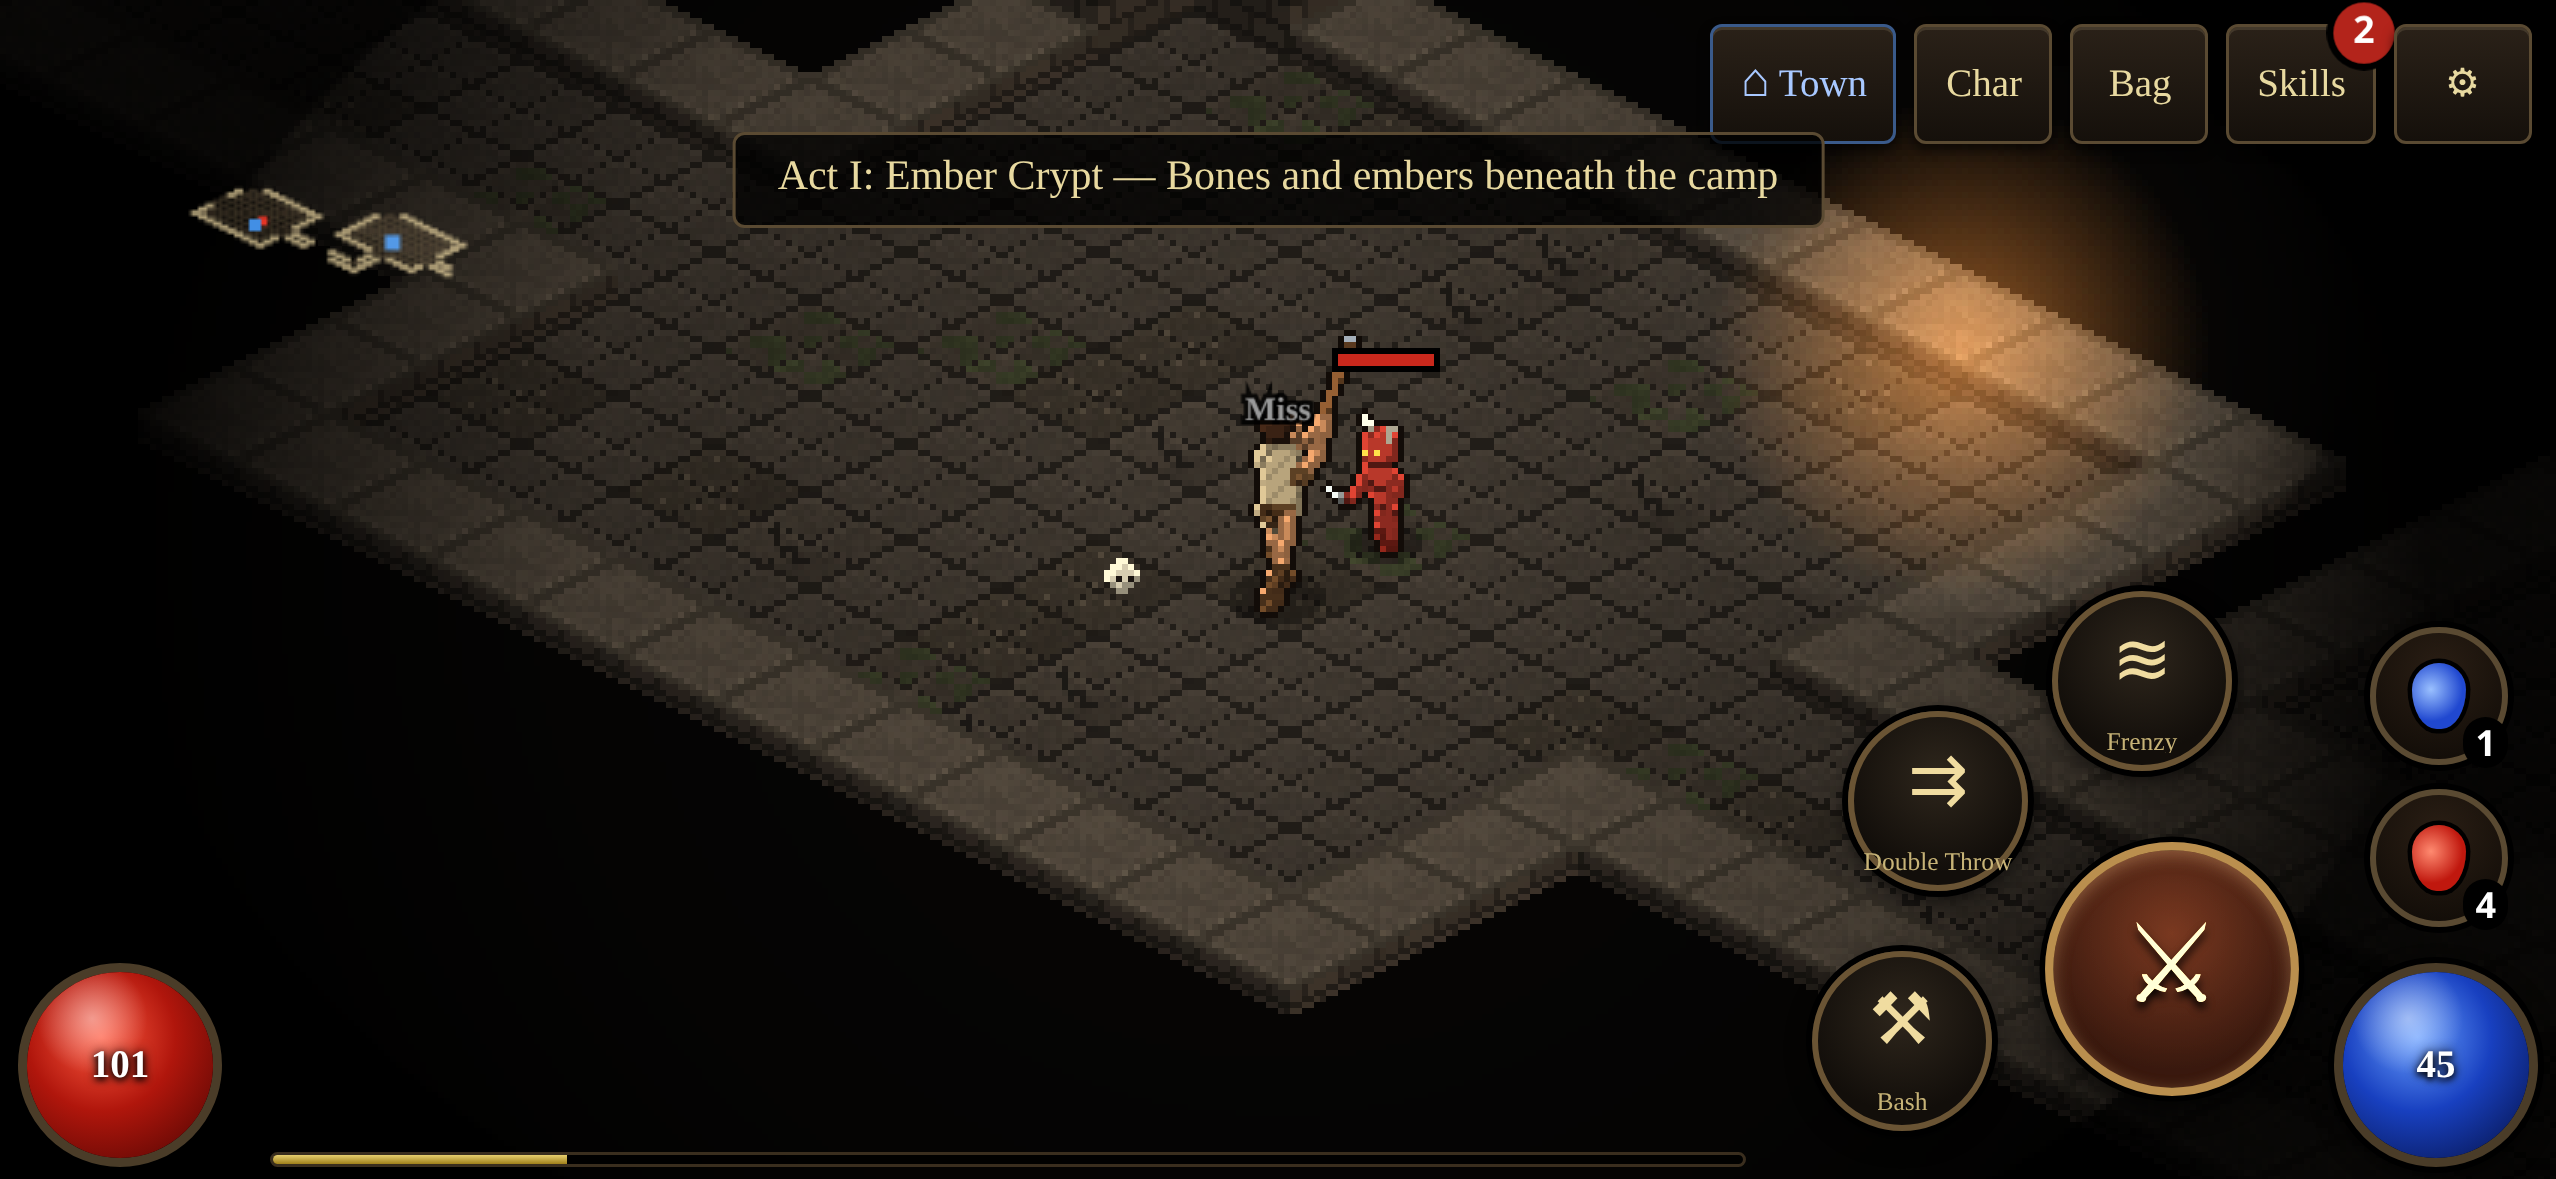 2
⌂ Town
Char
Bag
Skills
Act I: Ember Crypt — Bones and embers beneath the camp
Miss
Frenzy
1
Double Throw
4
Bash
101
45